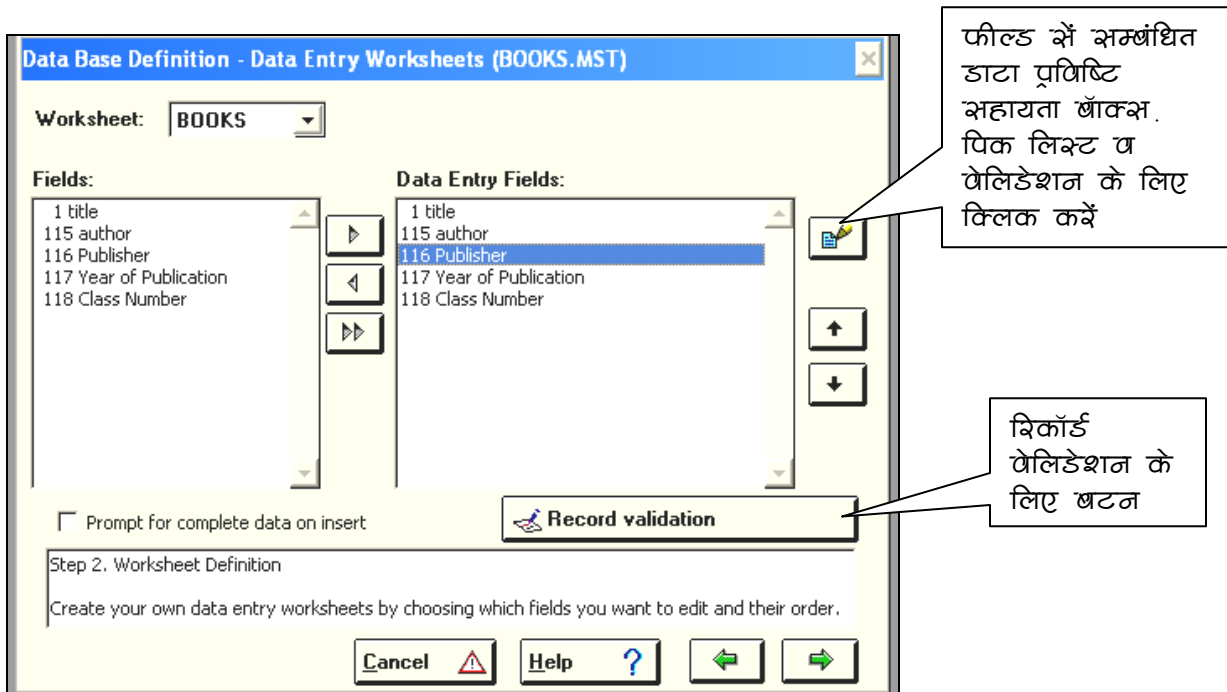 Data Base Definition - Data Entry Worksheets (BOOKS.MST)
Worksheet: BOOKS
Fields:
1 title
115 author
116 Publisher
117 Year of Publication
118 Class Number
Data Entry Fields:
1 title
115 author
116 Publisher
117 Year of Publication
118 Class Number
Prompt for complete data on insert
Record validation
Step 2. Worksheet Definition
Create your own data entry worksheets by choosing which fields you want to edit and their order.
Cancel
Help ?
फील्ड सें सम्बंधित
डाटा प्रविष्टि
सहायता बॉक्स.
पिक लिस्ट व
वेलिडेशन के लिए
क्लिक करें
रिकॉर्ड
वेलिडेशन के
लिए बटन